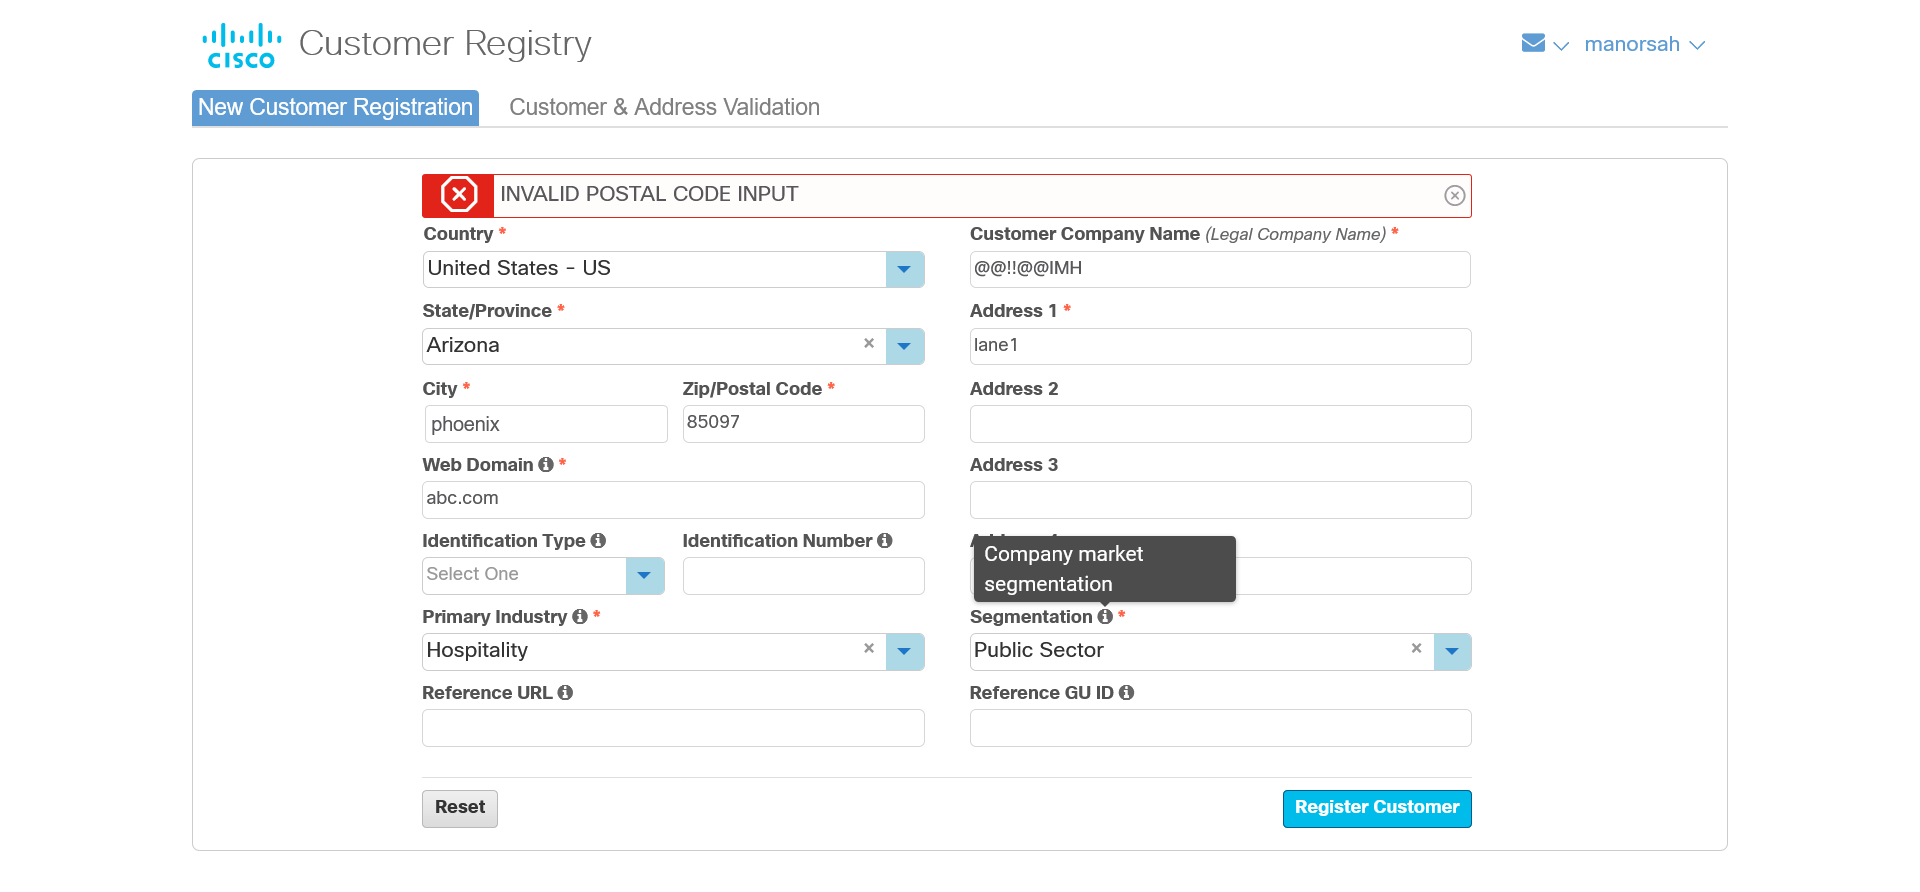 CISCO
Customer Registry
manorsah
New Customer Registration
Customer & Address Validation
INVALID POSTAL CODE INPUT
Country *
Customer Company Name (Legal Company Name) *
United States - US
@@!!@@IMH
State/Province *
Address 1 *
Arizona
lane1
City *
Zip/Postal Code *
Address 2
phoenix
85097
Web Domain *
Address 3
abc.com
Identification Type
Identification Number
Company market
segmentation
Select One
Primary Industry *
Segmentation *
Hospitality
Public Sector
Reference URL
Reference GU ID
Reset
Register Customer